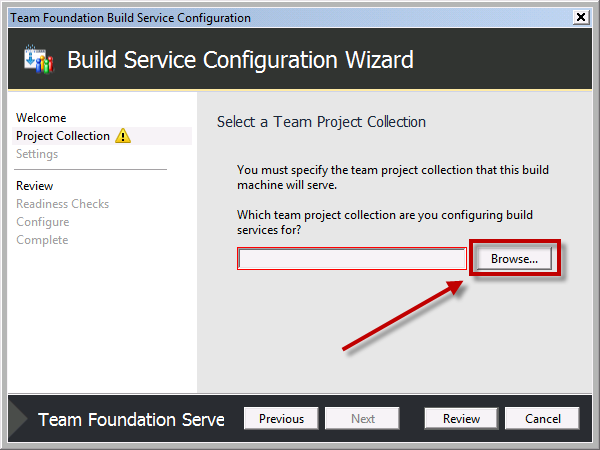 Team Foundation Build Service Configuration
Build Service Configuration Wizard
Welcome
Project Collection
Settings
Review
Readiness Checks
Configure
Complete
Select a Team Project Collection
You must specify the team project collection that this build
machine will serve.
Which team project collection are you configuring build
services for?
Browse...
Team Foundation Serve
Previous
Next
Review
Cancel